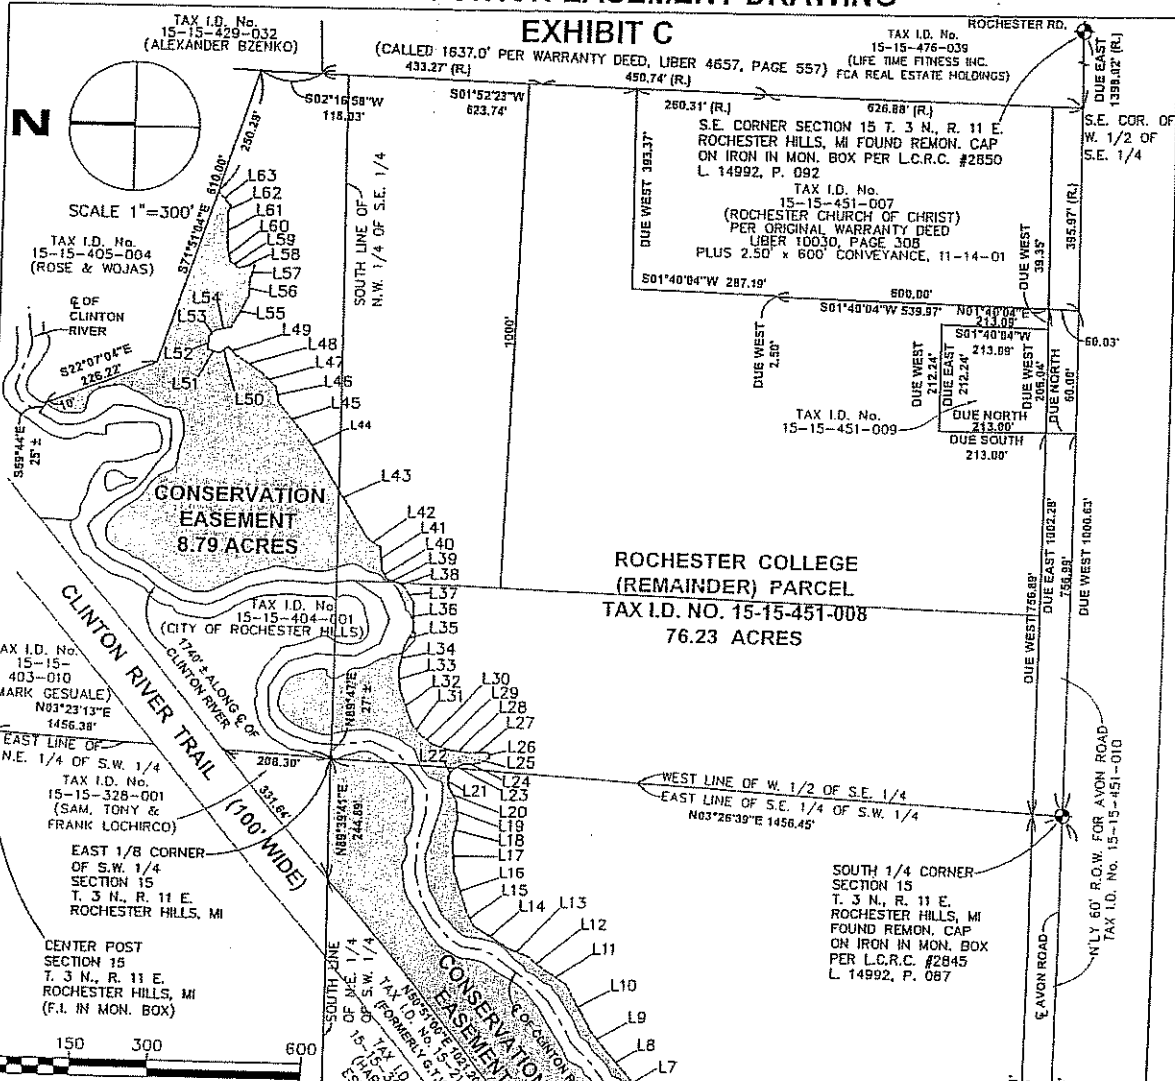 EASEMENT DRAWING
EXHIBIT C
(CALLED 1637.0' PER WARRANTY DEED, LIBER 4657, PAGE 557)
TAX I.D. No.
15-15-429-032
(ALEXANDER BZENKO)
N
SCALE 1"=300'
TAX I.D. No.
15-15-405-004
(ROSE & WOJAS)
℄ OF
CLINTON
RIVER
433.27' (R.)
450.74' (R.)
S02°16'58"W
118.03'
S01°52'23"W
623.74'
TAX I.D. No.
15-15-476-039
(LIFE TIME FITNESS INC.
FCA REAL ESTATE HOLDINGS)
ROCHESTER RD.
DUE EAST
1398.02' (R.)
S.E. COR. OF
W. 1/2 OF
S.E. 1/4
260.31' (R.)
626.88' (R.)
S.E. CORNER SECTION 15 T. 3 N., R. 11 E.
ROCHESTER HILLS, MI FOUND REMON. CAP
ON IRON IN MON. BOX PER L.C.R.C. #2850
L. 14992, P. 092
TAX I.D. No.
15-15-451-007
(ROCHESTER CHURCH OF CHRIST)
PER ORIGINAL WARRANTY DEED
LIBER 10030, PAGE 308
PLUS 2.50' x 600' CONVEYANCE, 11-14-01
DUE WEST 393.37'
S01°40'04"W 287.19'
600.00'
S01°40'04"W 539.97'
DUE WEST
2.50'
DUE WEST
39.35'
395.97' (R.)
N01°40'04"E
213.09'
S01°40'04"W
213.09'
60.03'
DUE WEST
212.24'
DUE EAST
212.24'
DUE WEST
206.04'
DUE NORTH
60.00'
DUE NORTH
213.00'
DUE SOUTH
213.00'
TAX I.D. No.
15-15-451-009
250.29'
610.00'
S71°51'04"E
S22°07'04"E
226.22'
10'
S59°44'E
25' ±
SOUTH LINE OF
N.W. 1/4 OF S.E. 1/4
1000'
L63
L62
L61
L60
L59
L58
L57
L56
L55
L54
L53
L52
L51
L50
L49
L48
L47
L46
L45
L44
L43
L42
L41
L40
L39
L38
L37
L36
L35
L34
L33
L32
L31
L30
L29
L28
L27
L26
L25
L24
L23
L22
L21
L20
L19
L18
L17
L16
L15
L14
L13
L12
L11
L10
L9
L8
L7
CONSERVATION
EASEMENT
8.79 ACRES
ROCHESTER COLLEGE
(REMAINDER) PARCEL
TAX I.D. NO. 15-15-451-008
76.23 ACRES
DUE WEST 756.89'
DUE EAST 1002.28'
756.99'
DUE WEST 1000.63'
TAX I.D. No.
15-15-404-001
(CITY OF ROCHESTER HILLS)
1740' ± ALONG ℄ OF
CLINTON RIVER
CLINTON RIVER TRAIL (100' WIDE)
TAX I.D. No.
15-15-
403-010
MARK GESUALE)
N03°23'13"E
1456.38'
EAST LINE OF
N.E. 1/4 OF S.W. 1/4
TAX I.D. No.
15-15-328-001
(SAM, TONY &
FRANK LOCHIRCO)
208.30'
331.64'
N89°47'E
27' ±
N89°39'41"E
244.89'
WEST LINE OF W. 1/2 OF S.E. 1/4
EAST LINE OF S.E. 1/4 OF S.W. 1/4
N03°26'39"E 1456.45'
EAST 1/8 CORNER
OF S.W. 1/4
SECTION 15
T. 3 N., R. 11 E.
ROCHESTER HILLS, MI
CENTER POST
SECTION 15
T. 3 N., R. 11 E.
ROCHESTER HILLS, MI
(F.I. IN MON. BOX)
SOUTH 1/4 CORNER
SECTION 15
T. 3 N., R. 11 E.
ROCHESTER HILLS, MI
FOUND REMON. CAP
ON IRON IN MON. BOX
PER L.C.R.C. #2845
L. 14992, P. 087
℄ AVON ROAD
N'LY 60' R.O.W. FOR AVON ROAD
TAX I.D. No. 15-15-451-010
SOUTH LINE
OF N.E. 1/4
OF S.W. 1/4
CONSERVATION
EASEMENT
℄ OF CLINTON
TAX I.D. No.
(FORMERLY G.T.
TAX I.D.
150 300 600